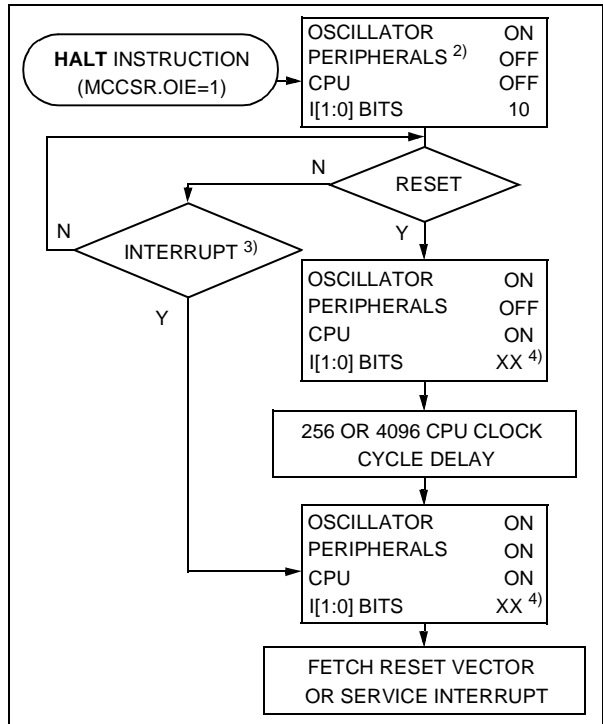 HALT INSTRUCTION
(MCCSR.OIE=1)
OSCILLATOR ON
PERIPHERALS 2) OFF
CPU OFF
I[1:0] BITS 10
RESET
N
Y
INTERRUPT 3)
N
Y
OSCILLATOR ON
PERIPHERALS OFF
CPU ON
I[1:0] BITS XX 4)
256 OR 4096 CPU CLOCK
CYCLE DELAY
OSCILLATOR ON
PERIPHERALS ON
CPU ON
I[1:0] BITS XX 4)
FETCH RESET VECTOR
OR SERVICE INTERRUPT